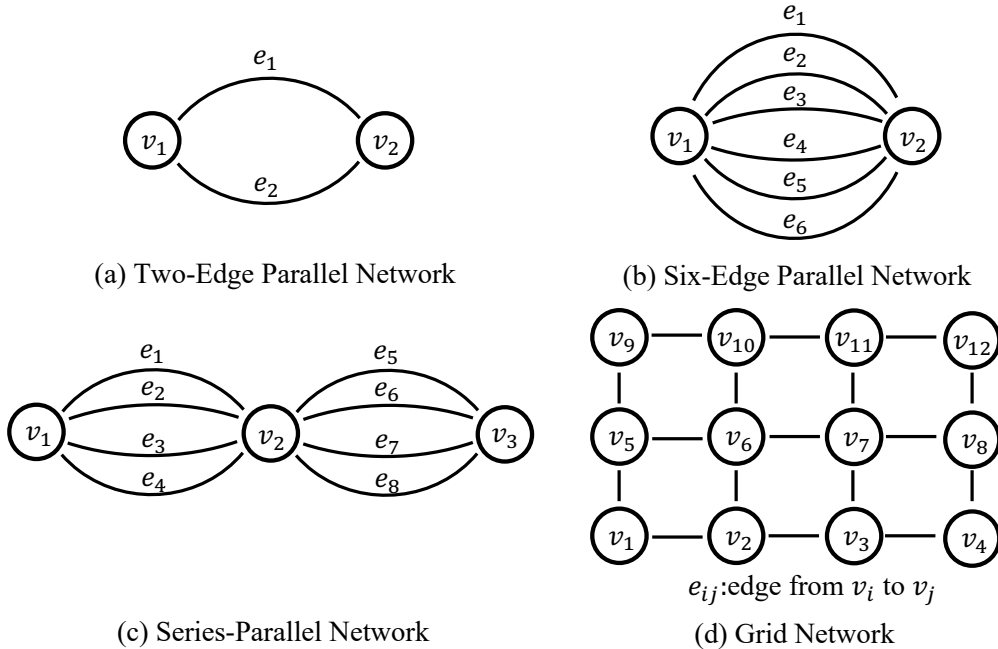 e₁
v₁
v₂
e₂
(a) Two-Edge Parallel Network
e₁
e₂
e₃
v₁
v₂
e₄
e₅
e₆
(b) Six-Edge Parallel Network
e₁
e₂
e₃
e₄
v₁
v₂
v₃
e₅
e₆
e₇
e₈
(c) Series-Parallel Network
v₉ v₁₀ v₁₁ v₁₂
v₅ v₆ v₇ v₈
v₁ v₂ v₃ v₄
eᵢⱼ:edge from vᵢ to vⱼ
(d) Grid Network